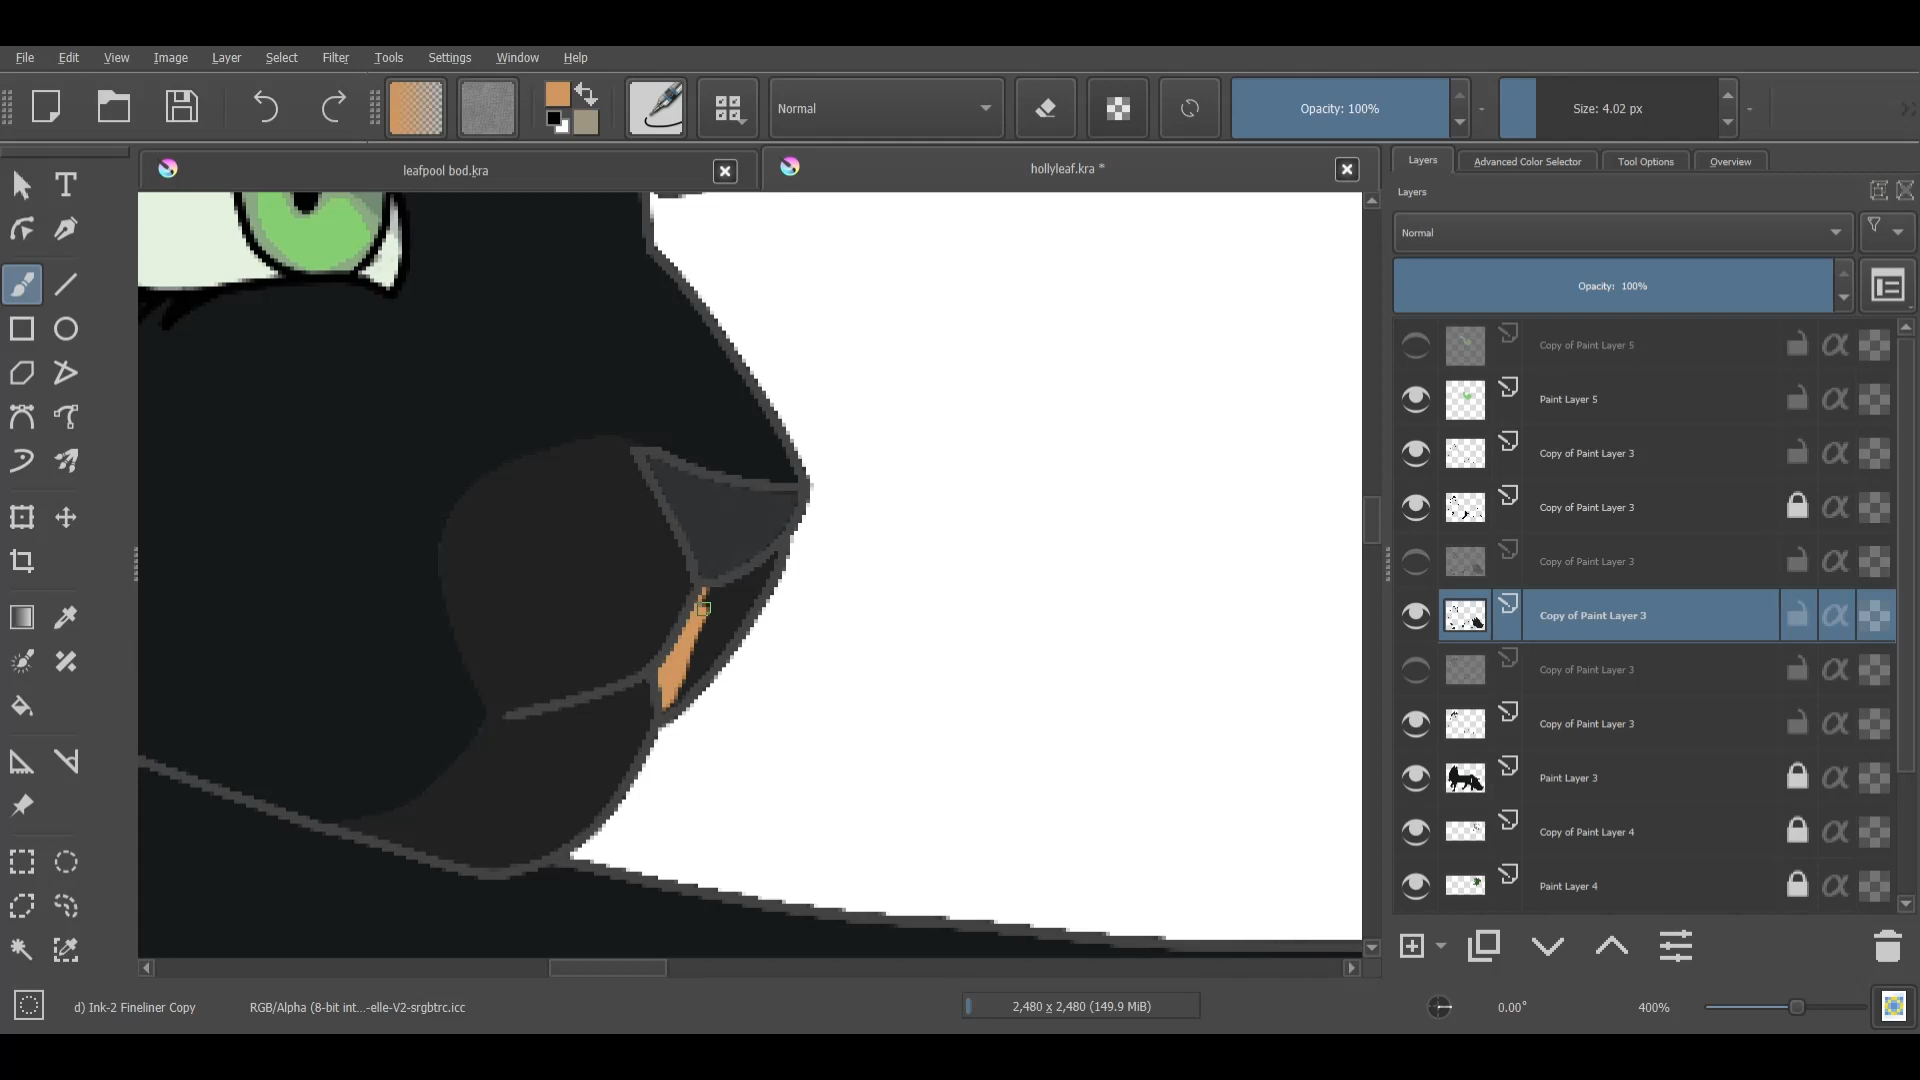 File Edit View Image Layer Select Filter Tools Settings Window Help
Normal
Opacity: 100%
Size: 4.02 px
leafpool bod.kra
hollyleaf.kra *
Layers
Advanced Color Selector
Tool Options
Overview
Layers
Normal
Opacity: 100%
Copy of Paint Layer 5
Paint Layer 5
Copy of Paint Layer 3
Copy of Paint Layer 3
Copy of Paint Layer 3
Copy of Paint Layer 3
Copy of Paint Layer 3
Copy of Paint Layer 3
Paint Layer 3
Copy of Paint Layer 4
Paint Layer 4
d) Ink-2 Fineliner Copy
RGB/Alpha (8-bit int...-elle-V2-srgbtrc.icc
2,480 x 2,480 (149.9 MiB)
0.00°
400%